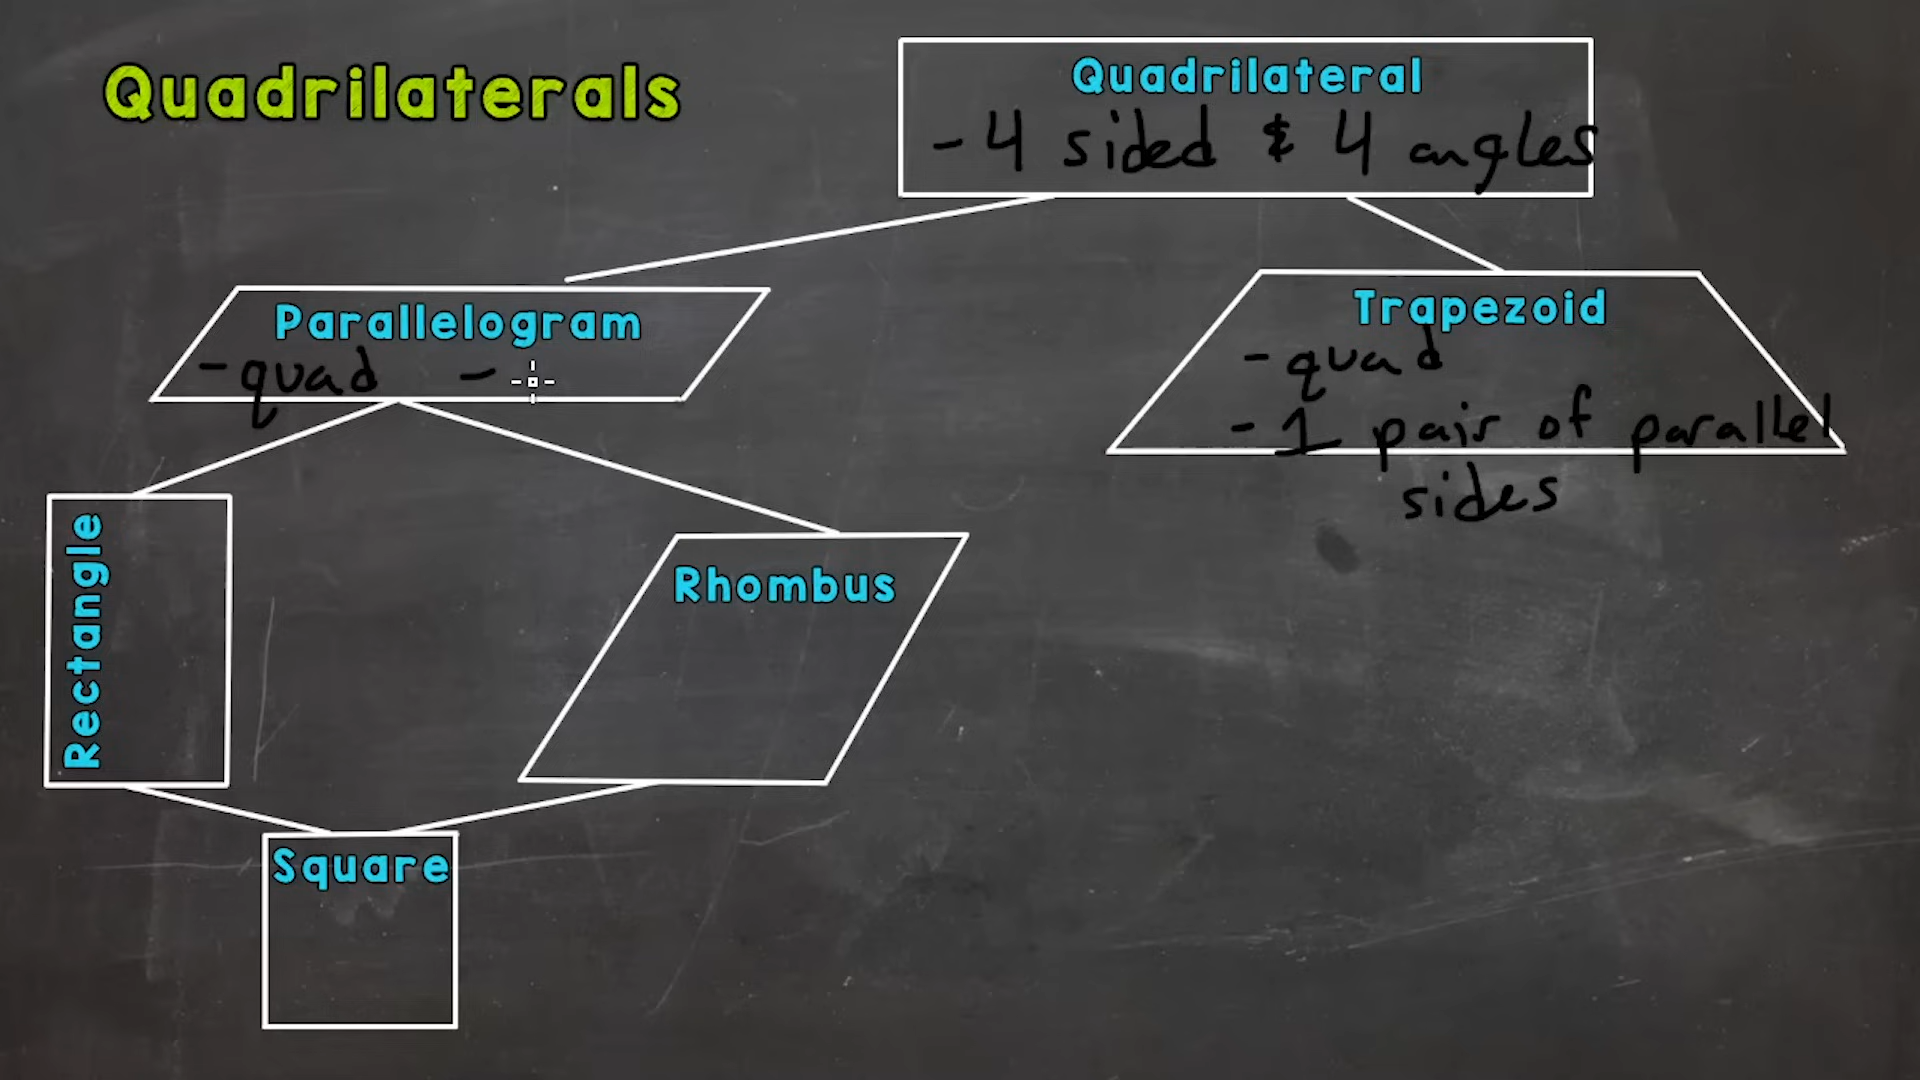 Quadrilaterals
Quadrilateral
- 4 sided & 4 angles
Parallelogram
- quad -
Trapezoid
- quad
- 1 pair of parallel
sides
Rectangle
Rhombus
Square